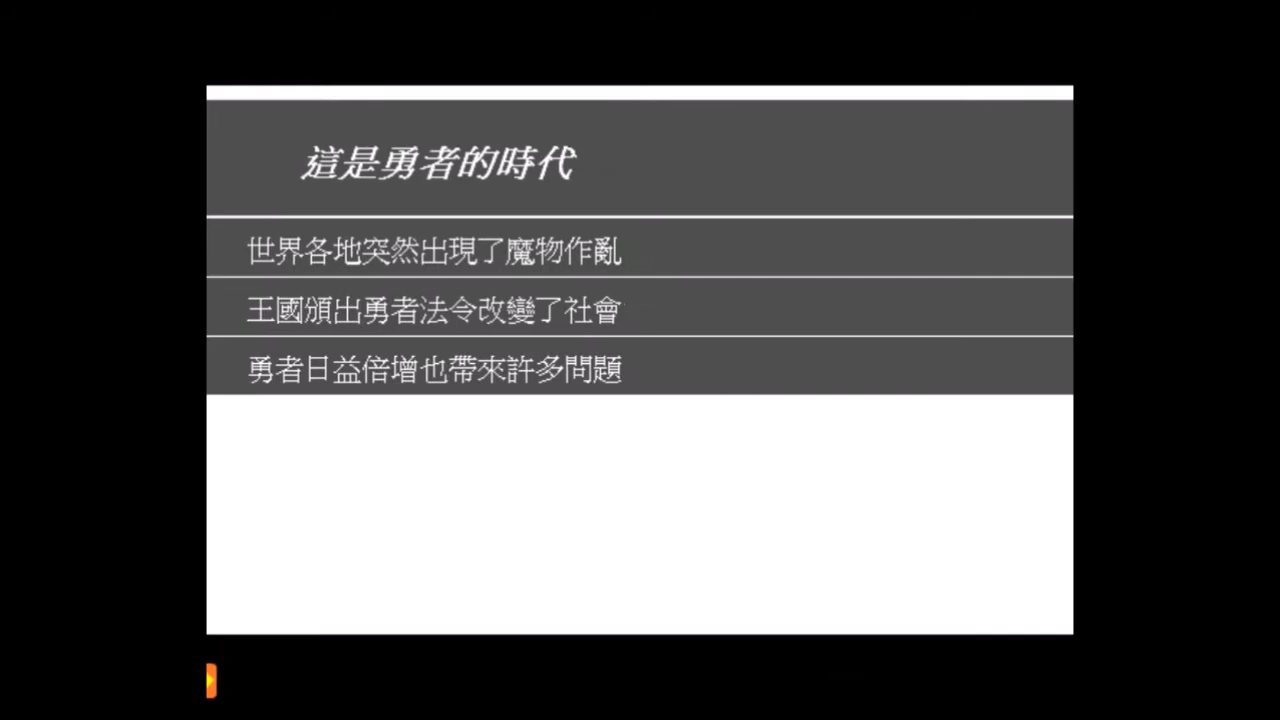 這是勇者的時代
世界各地突然出現了魔物作亂
王國頒出勇者法令改變了社會
勇者日益倍增也帶來許多問題